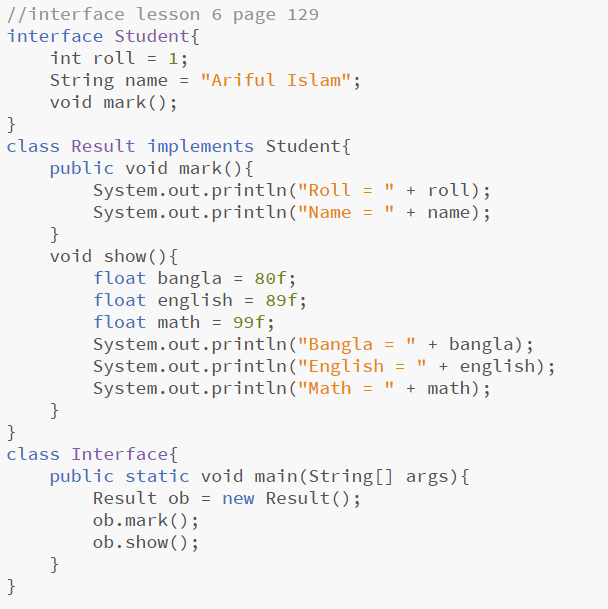 //interface lesson 6 page 129
interface Student{
    int roll = 1;
    String name = "Ariful Islam";
    void mark();
}
class Result implements Student{
    public void mark(){
        System.out.println("Roll = " + roll);
        System.out.println("Name = " + name);
    }
    void show(){
        float bangla = 80f;
        float english = 89f;
        float math = 99f;
        System.out.println("Bangla = " + bangla);
        System.out.println("English = " + english);
        System.out.println("Math = " + math);
    }
}
class Interface{
    public static void main(String[] args){
        Result ob = new Result();
        ob.mark();
        ob.show();
    }
}